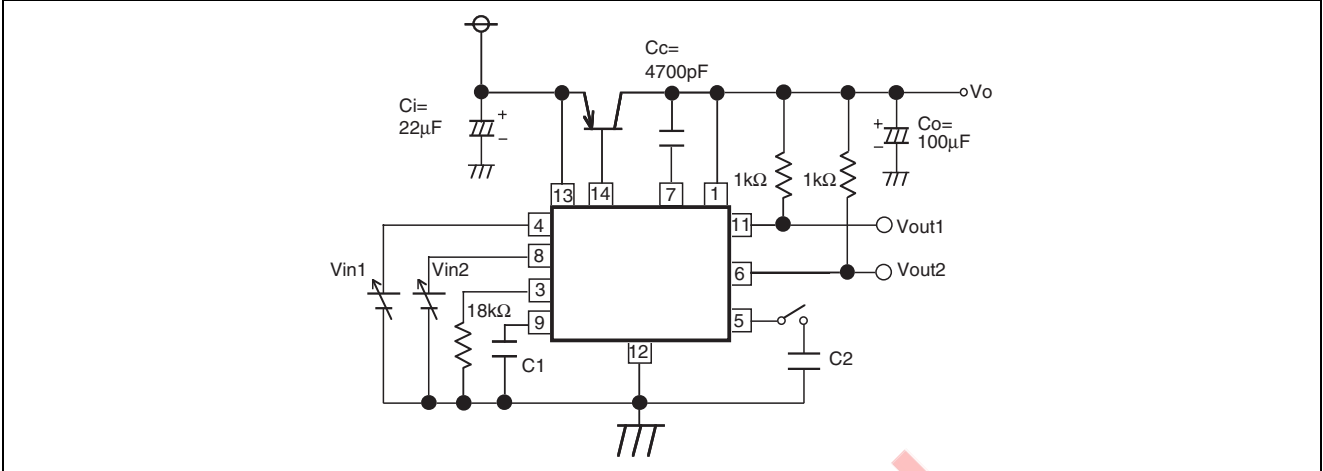 Cc=
4700pF
Vo
Ci=
22μF
+
−
+
−
Co=
100μF
1kΩ
1kΩ
13
14
7
1
4
11
Vout1
8
Vin1
Vin2
6
Vout2
3
18kΩ
9
5
C1
12
C2